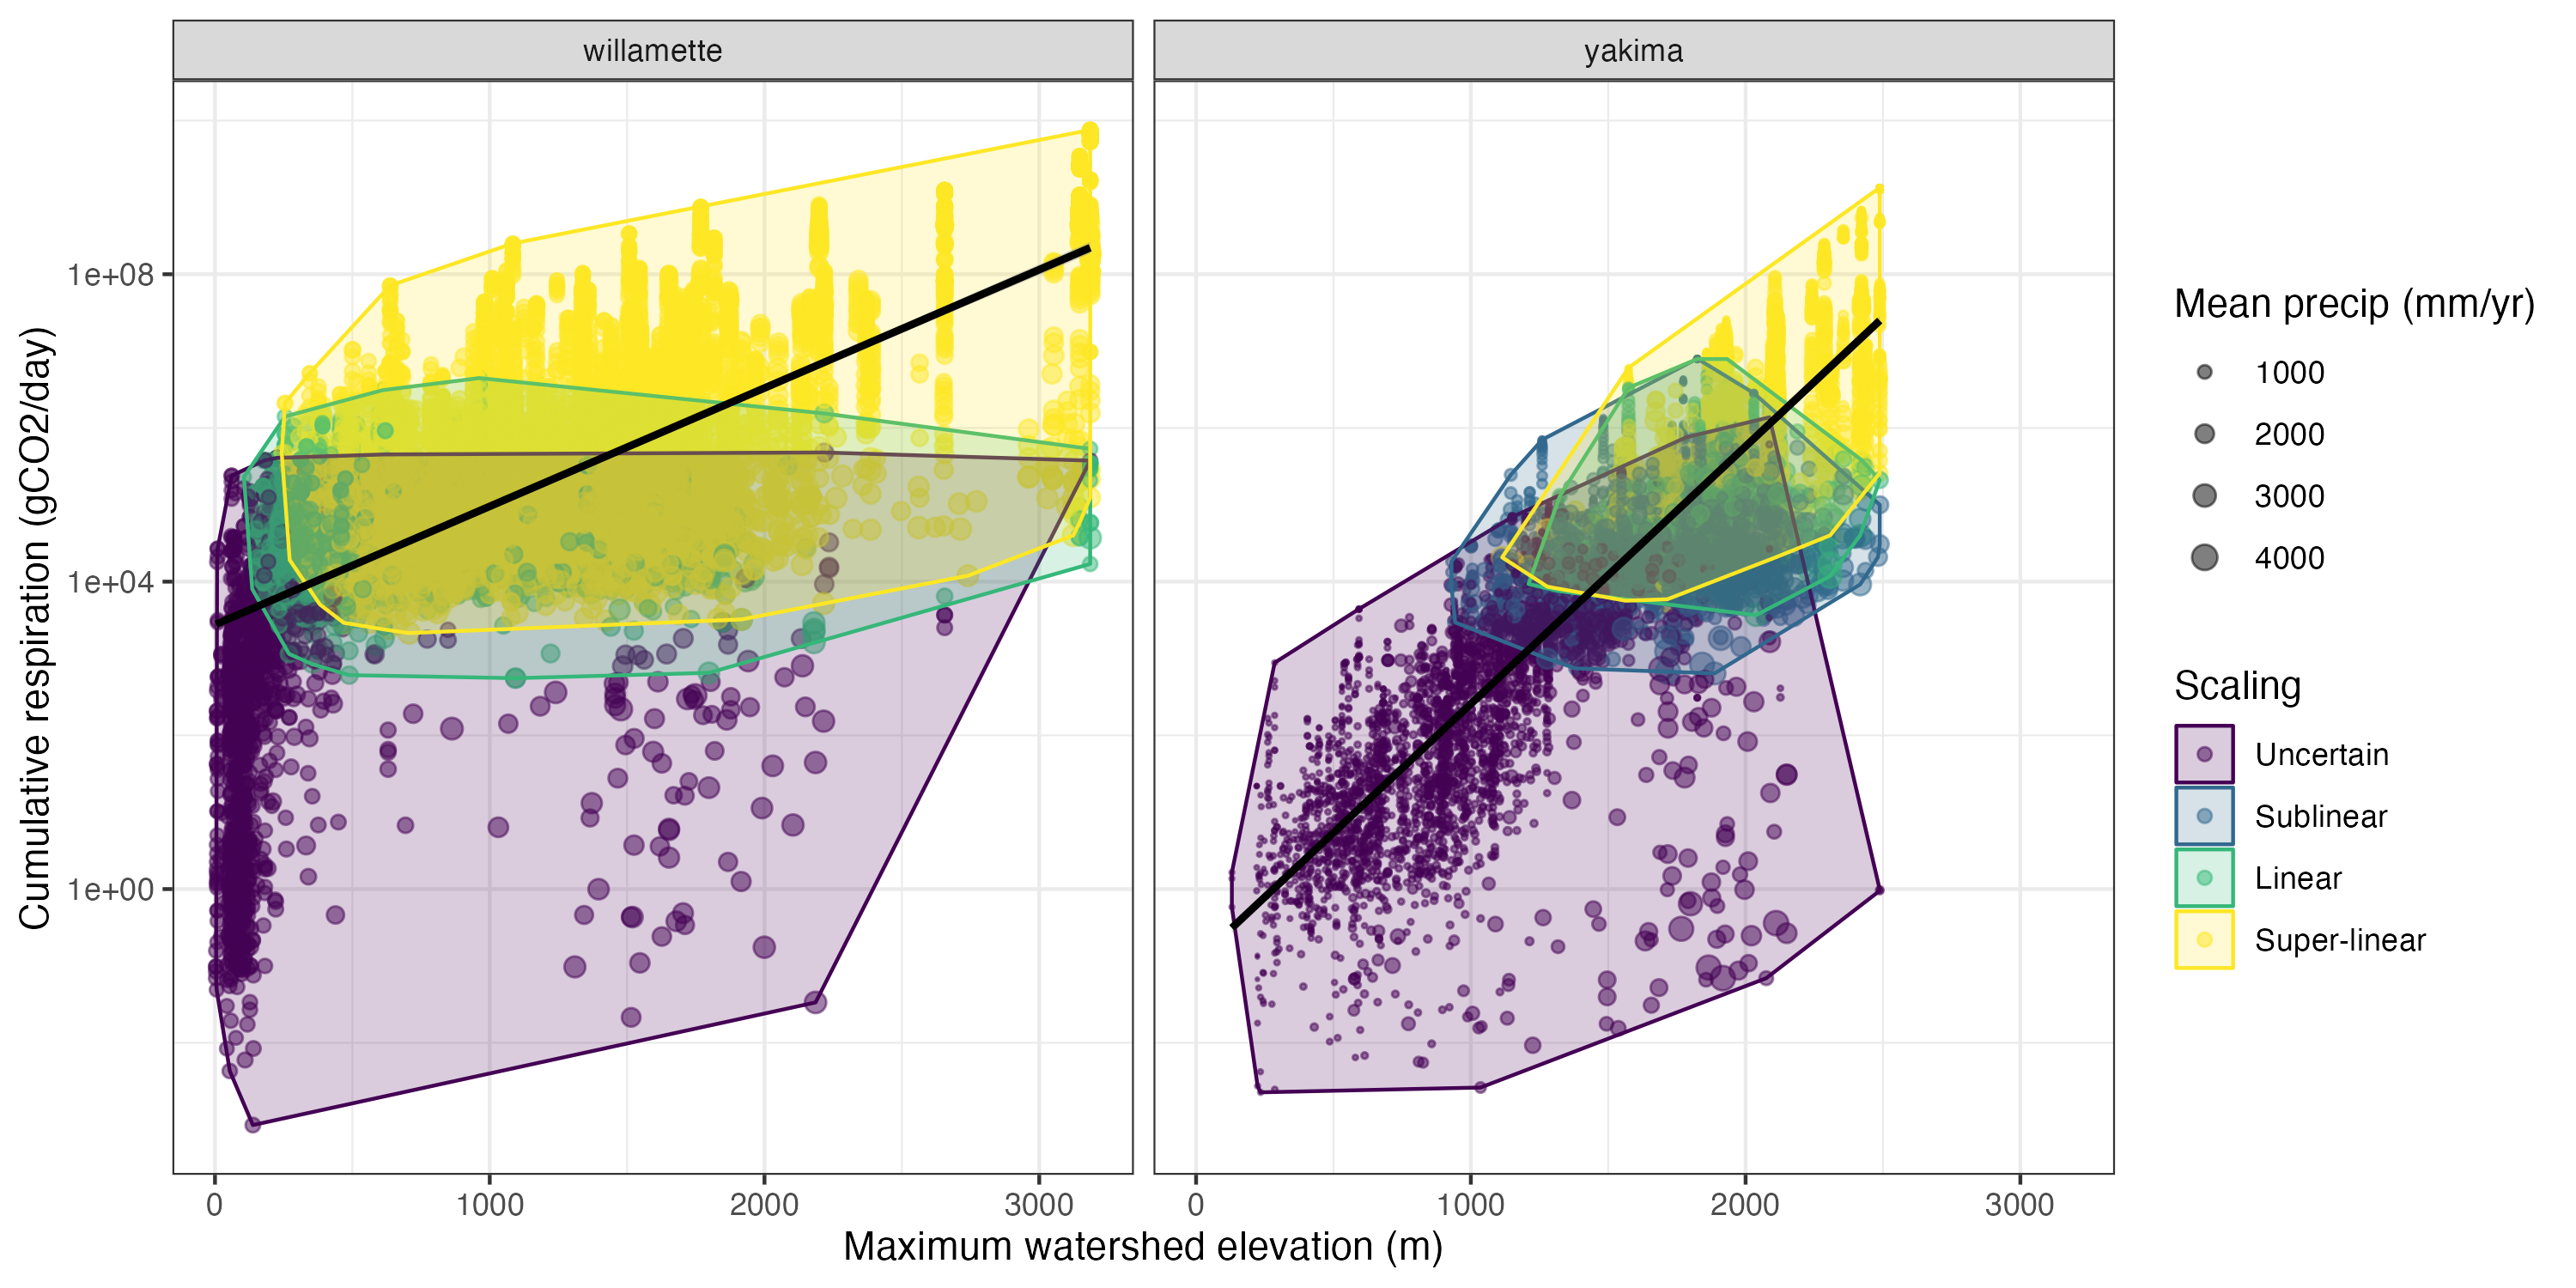 willamette
yakima
Cumulative respiration (gCO2/day)
1e+08
1e+04
1e+00
0
1000
2000
3000
0
1000
2000
3000
Maximum watershed elevation (m)
Mean precip (mm/yr)
1000
2000
3000
4000
Scaling
Uncertain
Sublinear
Linear
Super-linear